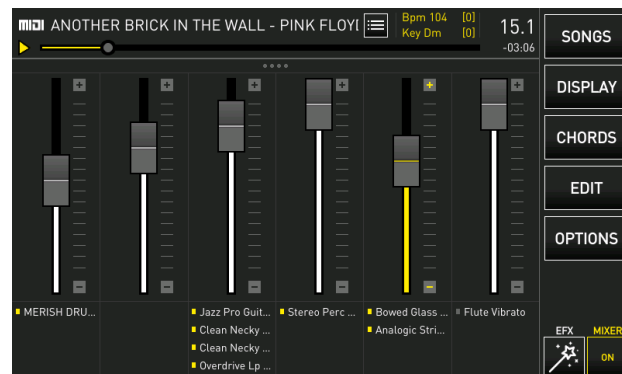 MIDI ANOTHER BRICK IN THE WALL - PINK FLOY
Bpm 104 [0]
Key Dm [0]
15.1
-03:06
SONGS
DISPLAY
CHORDS
EDIT
OPTIONS
MERISH DRU...
Jazz Pro Guit...
Clean Necky ...
Clean Necky ...
Overdrive Lp ...
Stereo Perc ...
Bowed Glass ...
Analogic Stri...
Flute Vibrato
EFX
MIXER
ON